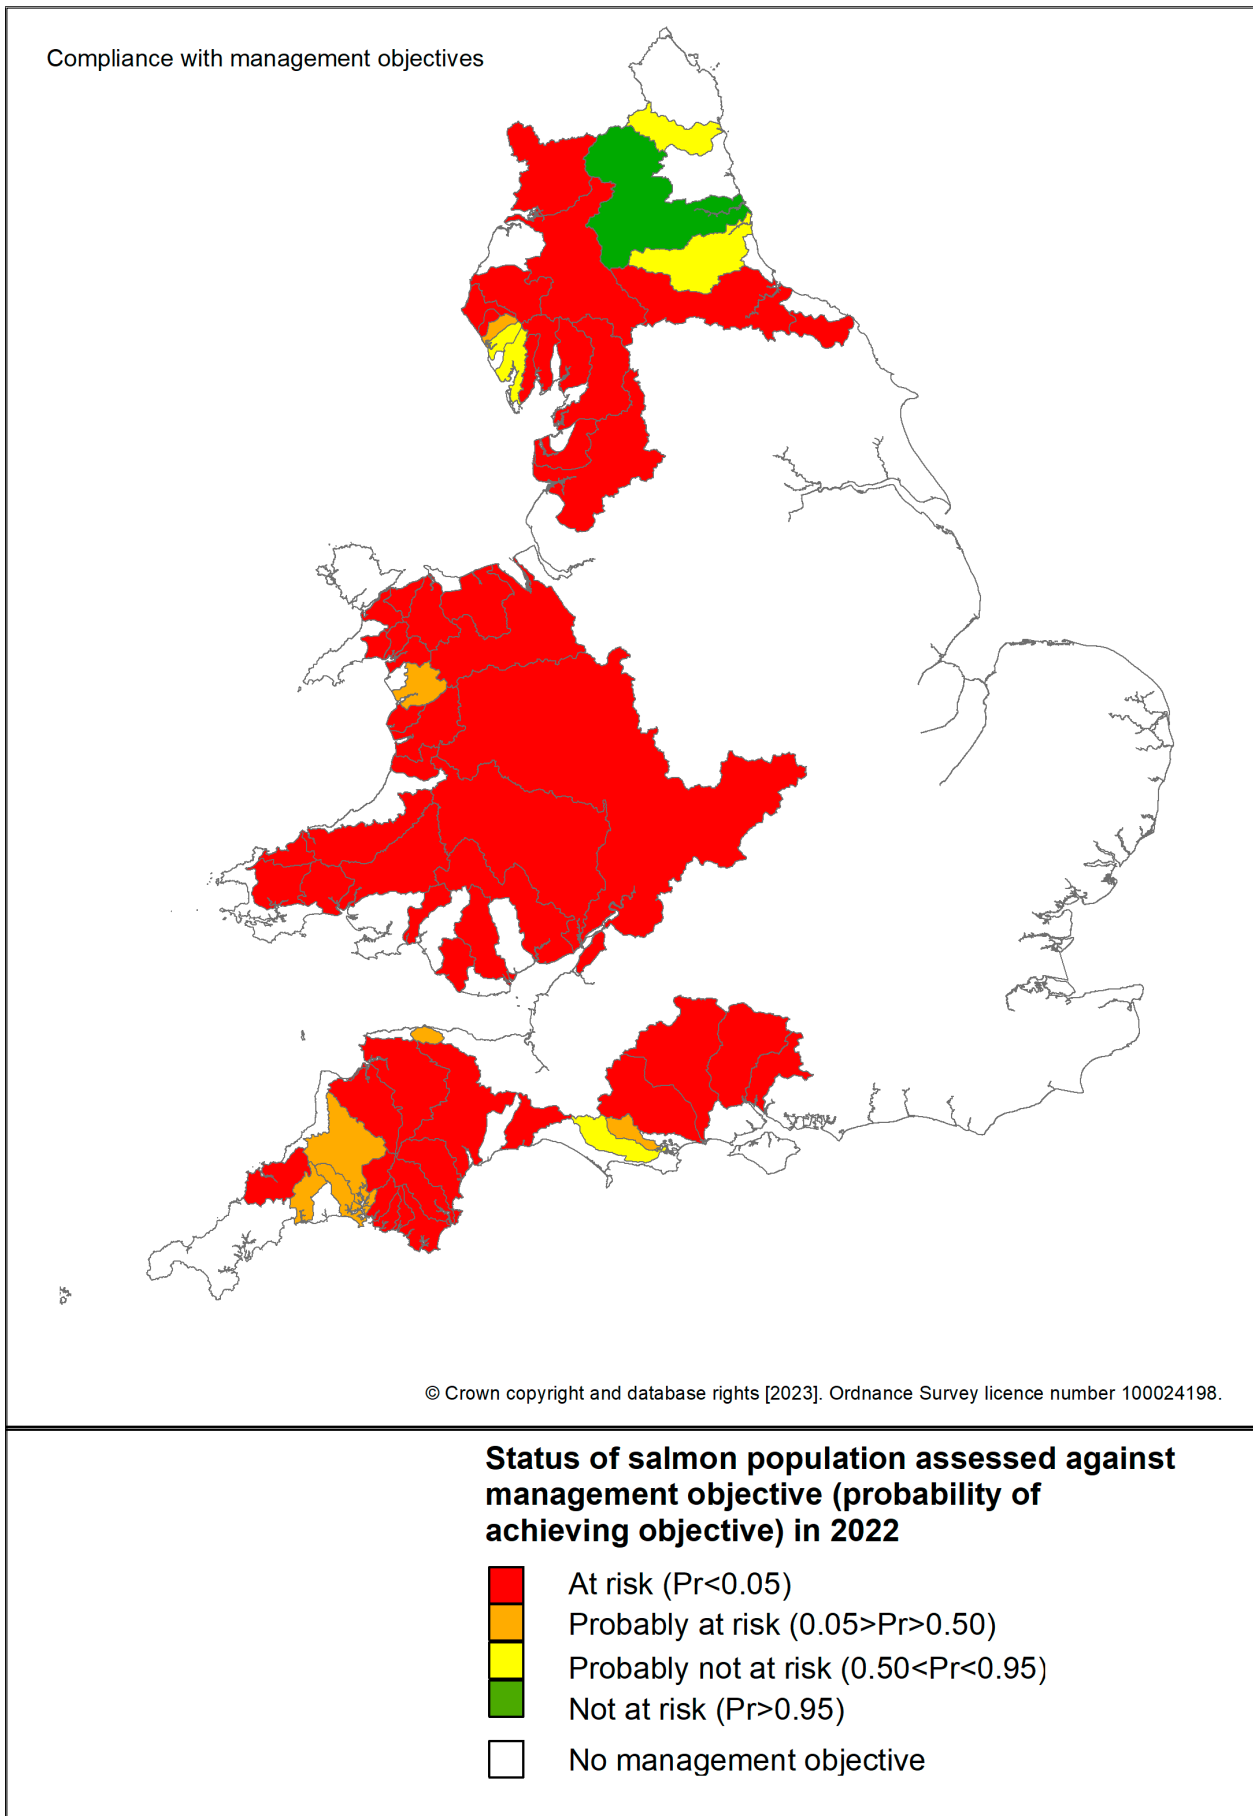 Compliance with management objectives
© Crown copyright and database rights [2023]. Ordnance Survey licence number 100024198.
Status of salmon population assessed against
management objective (probability of
achieving objective) in 2022
At risk (Pr<0.05)
Probably at risk (0.05>Pr>0.50)
Probably not at risk (0.50<Pr<0.95)
Not at risk (Pr>0.95)
No management objective